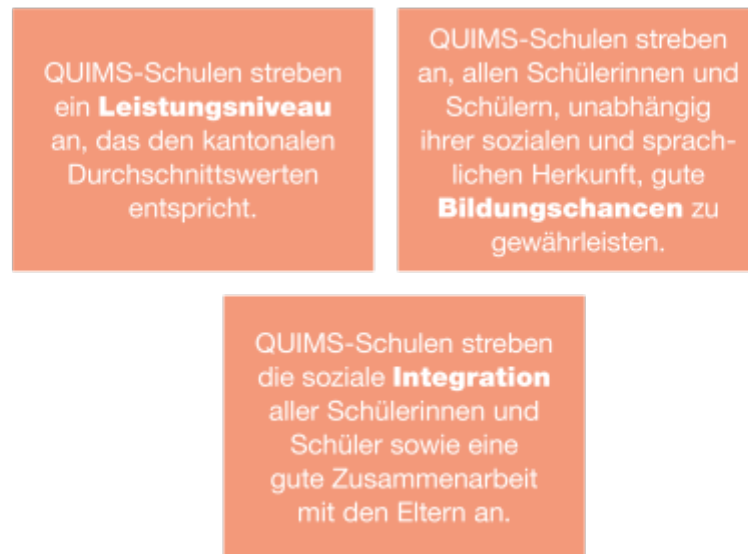 QUIMS-Schulen streben
ein Leistungsniveau
an, das den kantonalen
Durchschnittswerten
entspricht.
QUIMS-Schulen streben
an, allen Schülerinnen und
Schülern, unabhängig
ihrer sozialen und sprach-
lichen Herkunft, gute
Bildungschancen zu
gewährleisten.
QUIMS-Schulen streben
die soziale Integration
aller Schülerinnen und
Schüler sowie eine
gute Zusammenarbeit
mit den Eltern an.